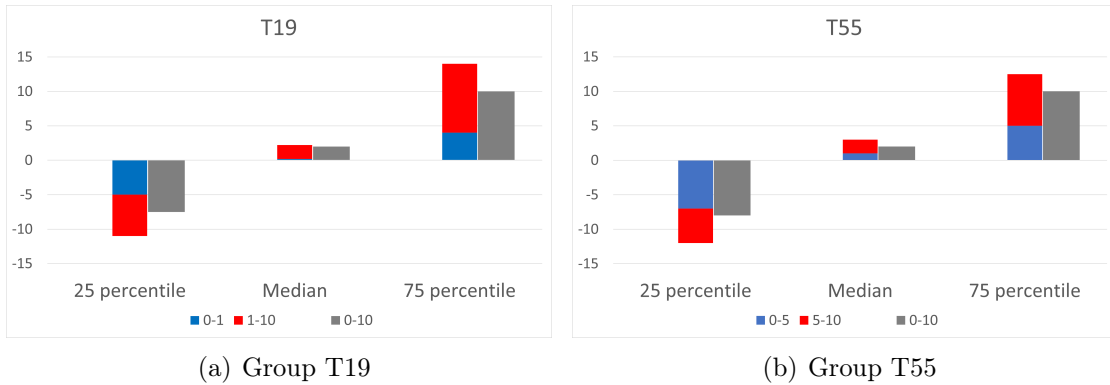 T19
15
10
5
0
-5
-10
-15
25 percentile Median 75 percentile
0-1 1-10 0-10
(a) Group T19
T55
15
10
5
0
-5
-10
-15
25 percentile Median 75 percentile
0-5 5-10 0-10
(b) Group T55